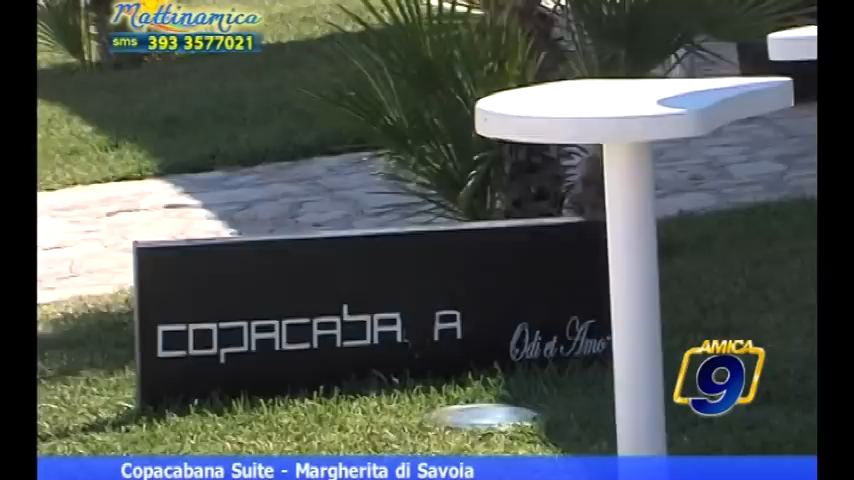 Mattinamica
sms 393 3577021
COPACABA A
Odi et Amo
AMICA
9
Copacabana Suite - Margherita di Savoia